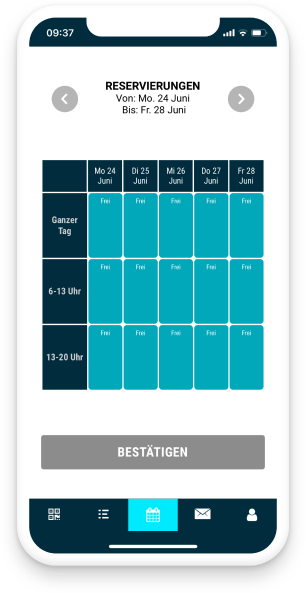 09:37
RESERVIERUNGEN
Von: Mo. 24 Juni
Bis: Fr. 28 Juni
Mo 24 Di 25 Mi 26 Do 27 Fr 28
Juni Juni Juni Juni Juni
Ganzer
Tag
Frei Frei Frei Frei Frei
6-13 Uhr
Frei Frei Frei Frei Frei
13-20 Uhr
Frei Frei Frei Frei Frei
BESTÄTIGEN